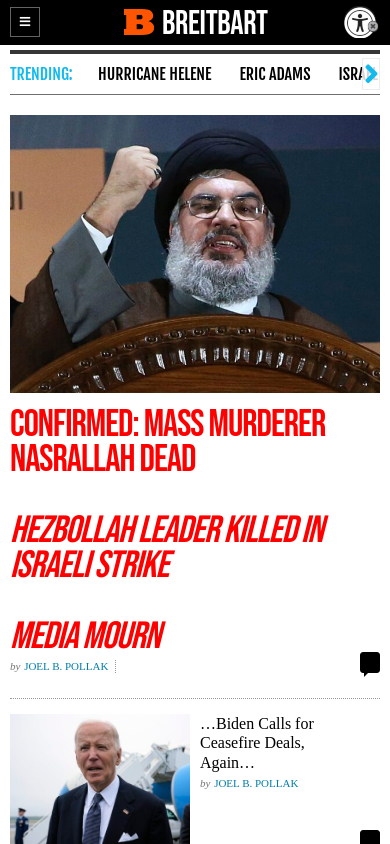 BREITBART
TRENDING: HURRICANE HELENE ERIC ADAMS ISRA
CONFIRMED: MASS MURDERER
NASRALLAH DEAD
HEZBOLLAH LEADER KILLED IN
ISRAELI STRIKE
MEDIA MOURN
by JOEL B. POLLAK
…Biden Calls for
Ceasefire Deals,
Again…
by JOEL B. POLLAK